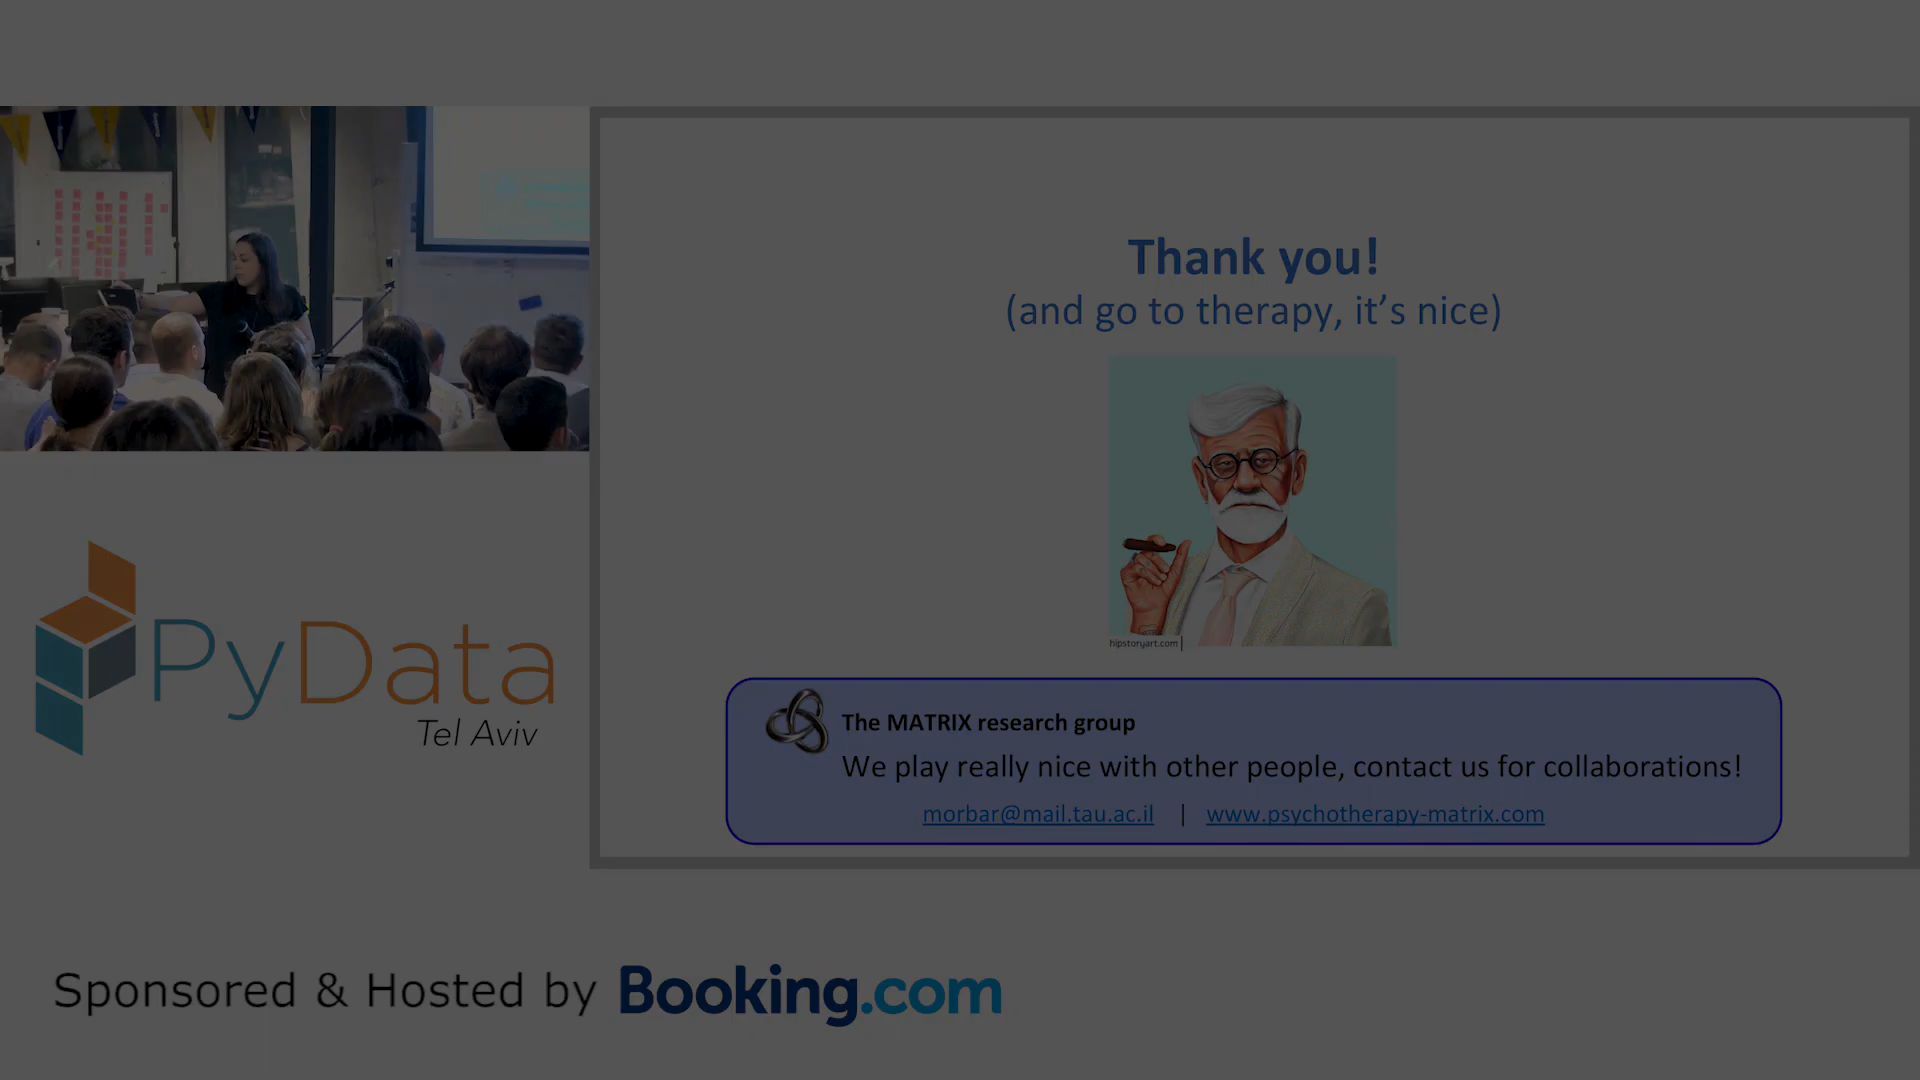 Thank you!
(and go to therapy, it’s nice)
hipstoryart.com
The MATRIX research group
We play really nice with other people, contact us for collaborations!
morbar@mail.tau.ac.il | www.psychotherapy-matrix.com
PyData
Tel Aviv
Sponsored & Hosted by Booking.com